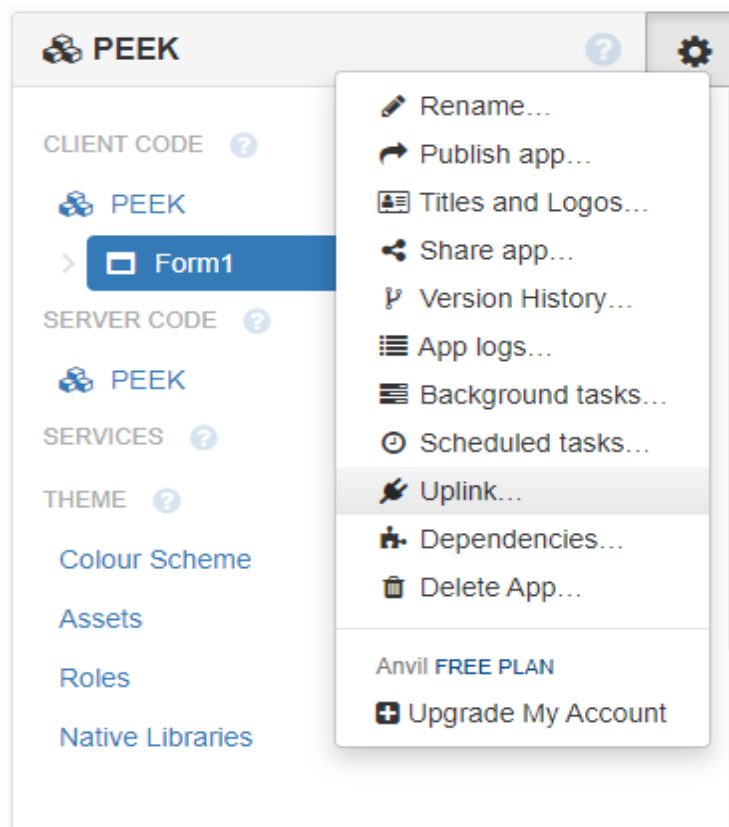 PEEK
CLIENT CODE
PEEK
Form1
SERVER CODE
PEEK
SERVICES
THEME
Colour Scheme
Assets
Roles
Native Libraries
Rename...
Publish app...
Titles and Logos...
Share app...
Version History...
App logs...
Background tasks...
Scheduled tasks...
Uplink...
Dependencies...
Delete App...
Anvil FREE PLAN
Upgrade My Account